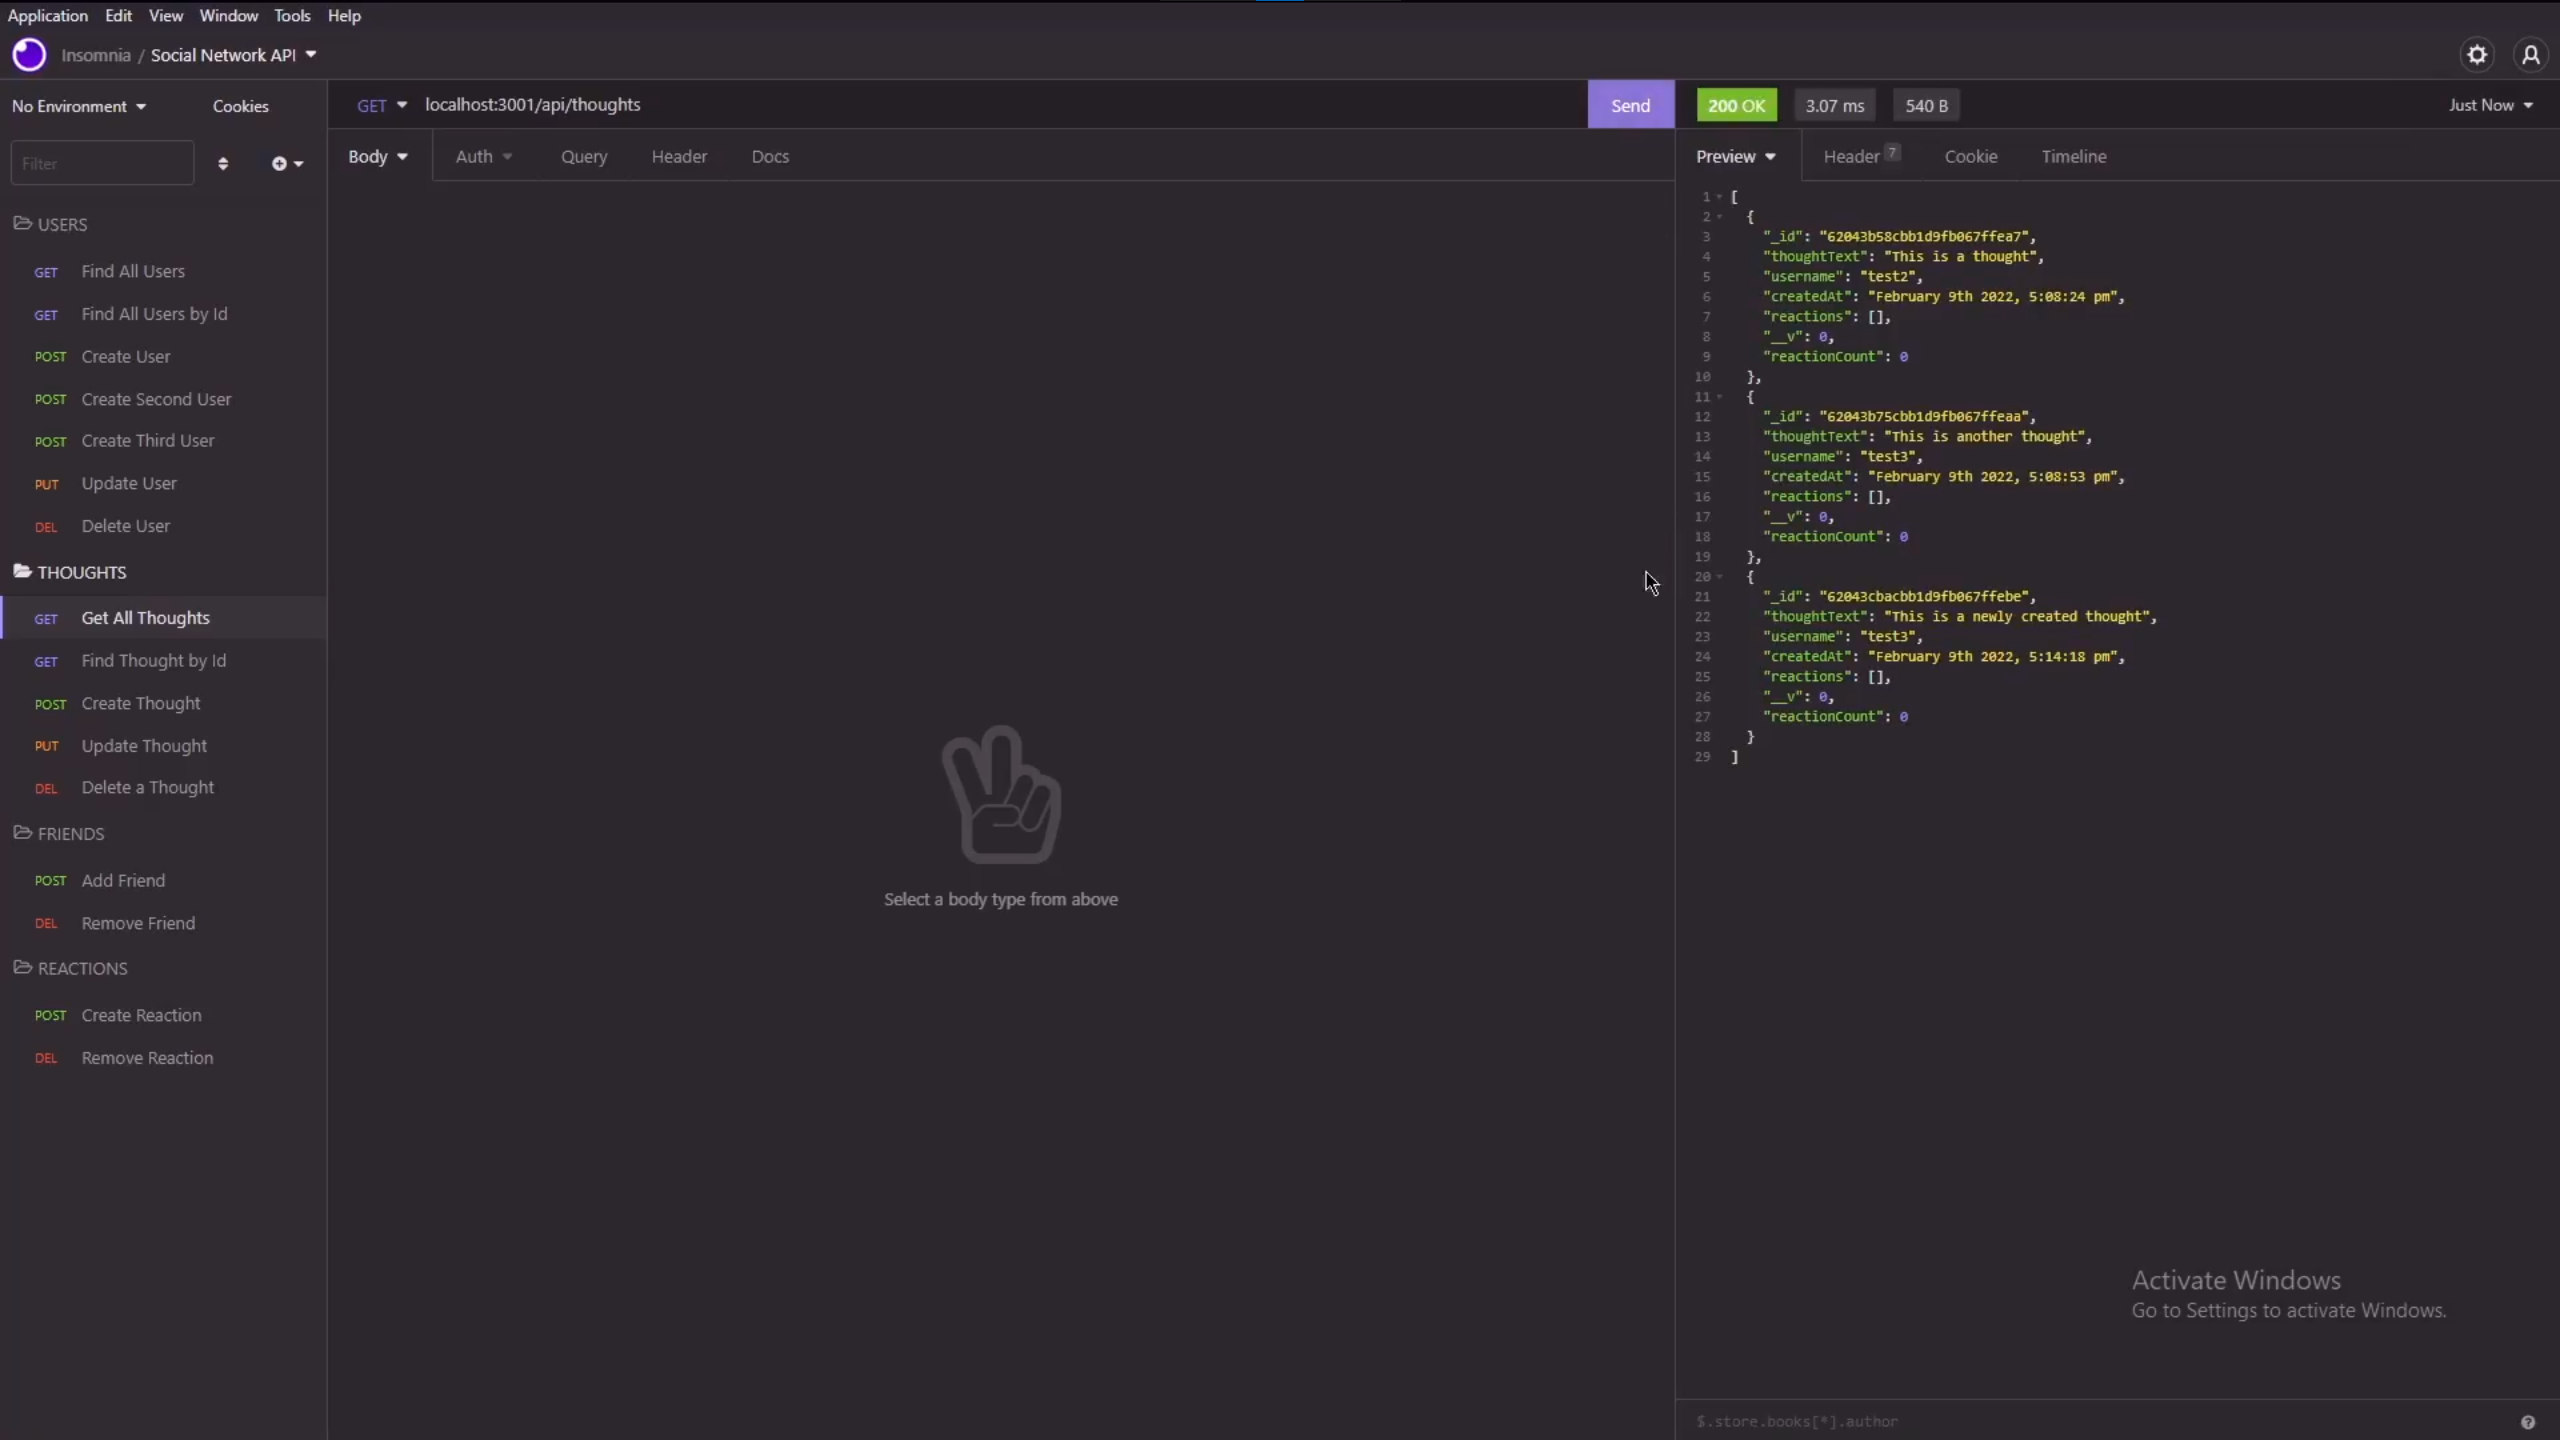 Application Edit View Window Tools Help
Insomnia / Social Network API
No Environment Cookies
GET localhost:3001/api/thoughts Send
200 OK 3.07 ms 540 B Just Now
Filter
Body Auth Query Header Docs
Preview Header 7 Cookie Timeline
USERS
GET Find All Users
GET Find All Users by Id
POST Create User
POST Create Second User
POST Create Third User
PUT Update User
DEL Delete User
THOUGHTS
GET Get All Thoughts
GET Find Thought by Id
POST Create Thought
PUT Update Thought
DEL Delete a Thought
FRIENDS
POST Add Friend
DEL Remove Friend
REACTIONS
POST Create Reaction
DEL Remove Reaction
Select a body type from above
1 [
2 {
3 "_id": "62043b58cbb1d9fb067ffea7",
4 "thoughtText": "This is a thought",
5 "username": "test2",
6 "createdAt": "February 9th 2022, 5:08:24 pm",
7 "reactions": [],
8 "__v": 0,
9 "reactionCount": 0
10 },
11 {
12 "_id": "62043b75cbb1d9fb067ffeaa",
13 "thoughtText": "This is another thought",
14 "username": "test3",
15 "createdAt": "February 9th 2022, 5:08:53 pm",
16 "reactions": [],
17 "__v": 0,
18 "reactionCount": 0
19 },
20 {
21 "_id": "62043cbacbb1d9fb067ffebe",
22 "thoughtText": "This is a newly created thought",
23 "username": "test3",
24 "createdAt": "February 9th 2022, 5:14:18 pm",
25 "reactions": [],
26 "__v": 0,
27 "reactionCount": 0
28 }
29 ]
Activate Windows
Go to Settings to activate Windows.
$.store.books[*].author